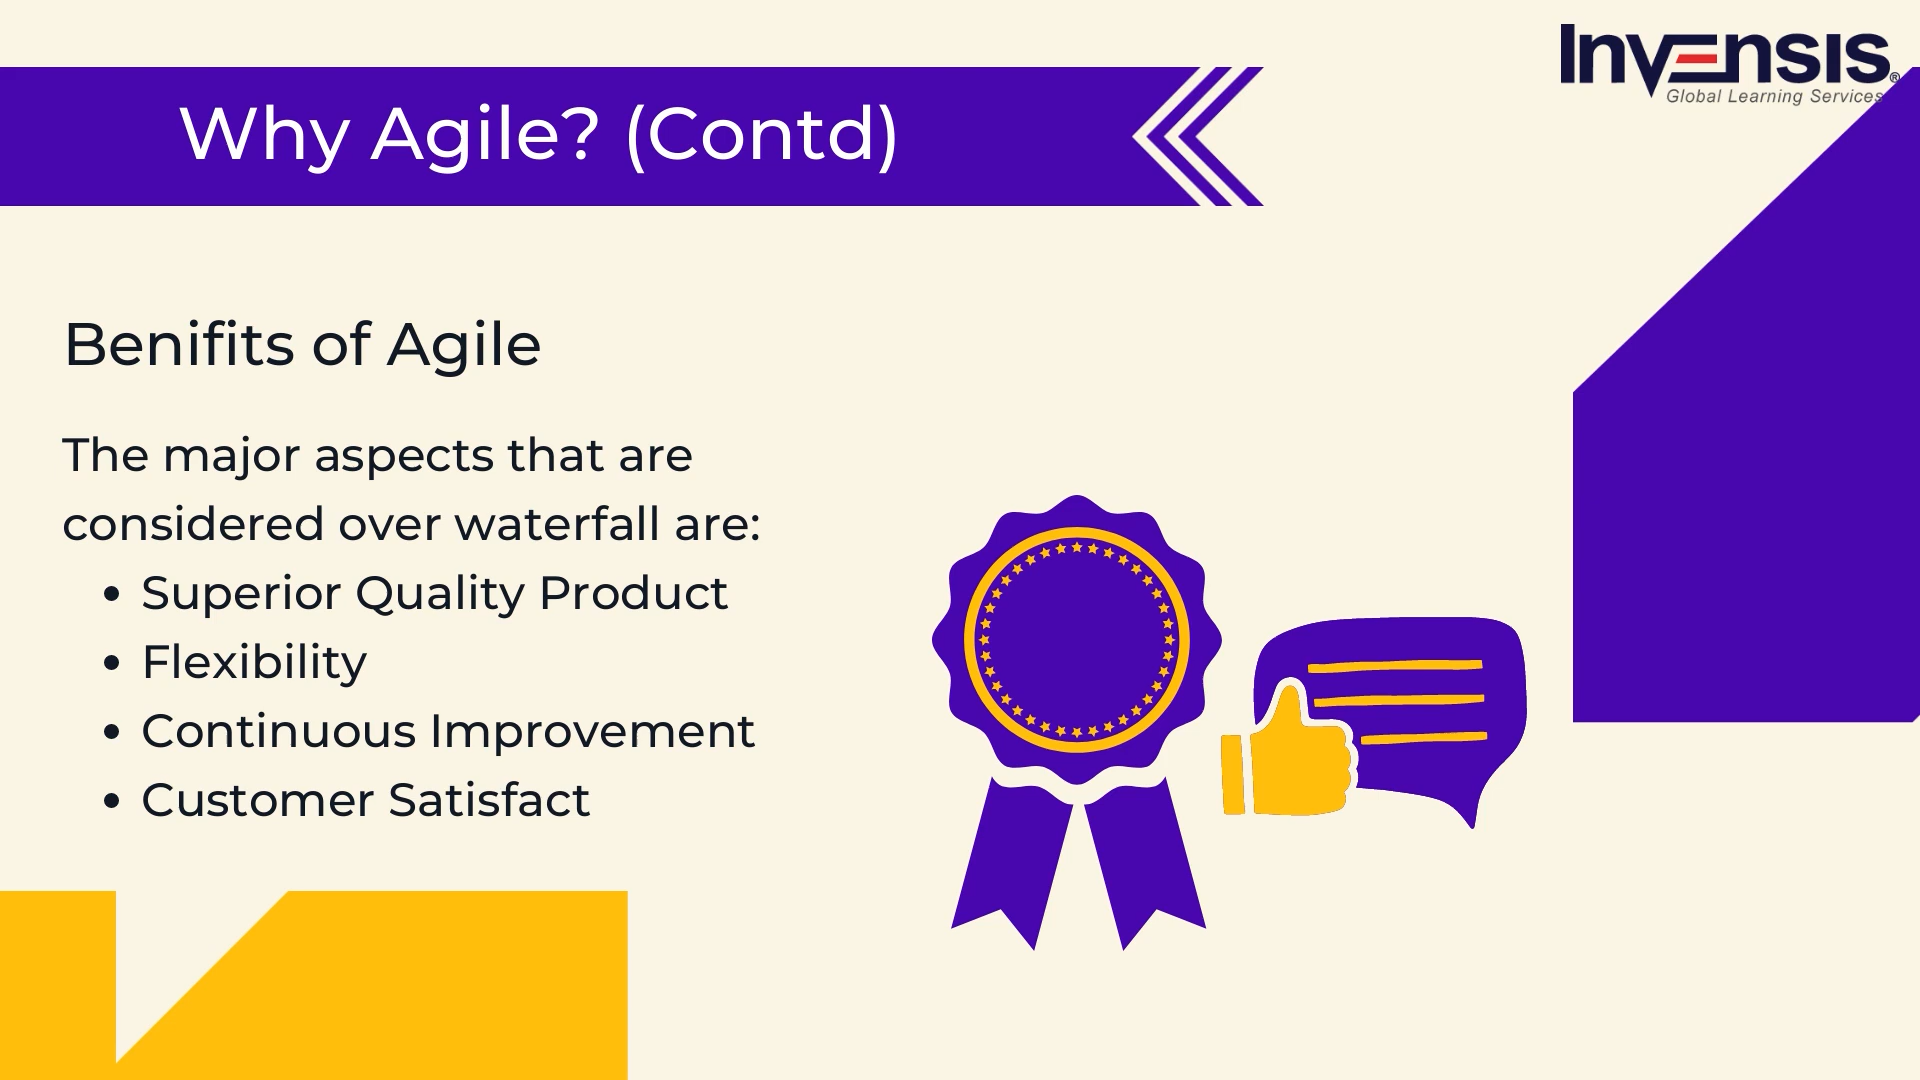 Invensis®
Global Learning Services
Why Agile? (Contd)
Benifits of Agile
The major aspects that are
considered over waterfall are:
• Superior Quality Product
• Flexibility
• Continuous Improvement
• Customer Satisfact